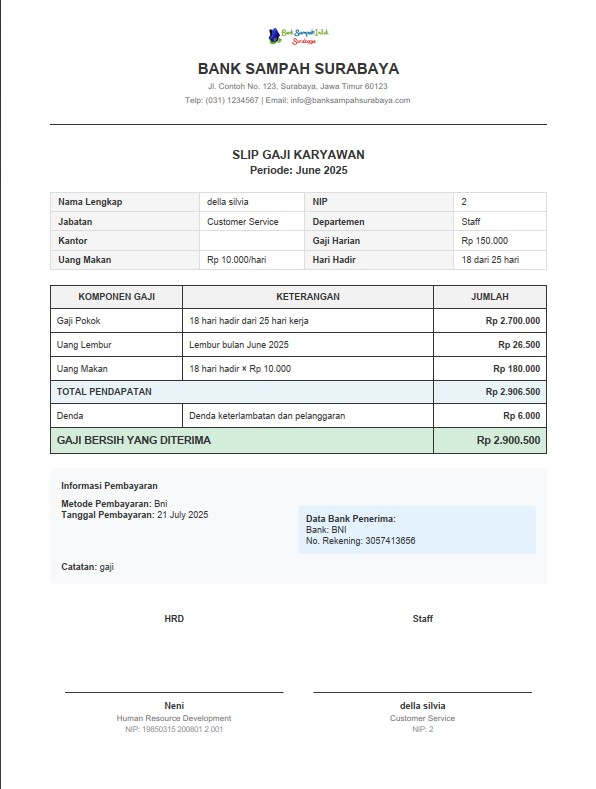 Bank Sampah Induk
Surabaya
BANK SAMPAH SURABAYA
Jl. Contoh No. 123, Surabaya, Jawa Timur 60123
Telp: (031) 1234567 | Email: info@banksampahsurabaya.com
SLIP GAJI KARYAWAN
Periode: June 2025
Nama Lengkap della silvia NIP 2
Jabatan Customer Service Departemen Staff
Kantor Gaji Harian Rp 150.000
Uang Makan Rp 10.000/hari Hari Hadir 18 dari 25 hari
KOMPONEN GAJI KETERANGAN JUMLAH
Gaji Pokok 18 hari hadir dari 25 hari kerja Rp 2.700.000
Uang Lembur Lembur bulan June 2025 Rp 26.500
Uang Makan 18 hari hadir × Rp 10.000 Rp 180.000
TOTAL PENDAPATAN Rp 2.906.500
Denda Denda keterlambatan dan pelanggaran Rp 6.000
GAJI BERSIH YANG DITERIMA Rp 2.900.500
Informasi Pembayaran
Metode Pembayaran: Bni
Tanggal Pembayaran: 21 July 2025
Data Bank Penerima:
Bank: BNI
No. Rekening: 3057413656
Catatan: gaji
HRD Staff
Neni della silvia
Human Resource Development Customer Service
NIP: 19850315 200801 2 001 NIP: 2